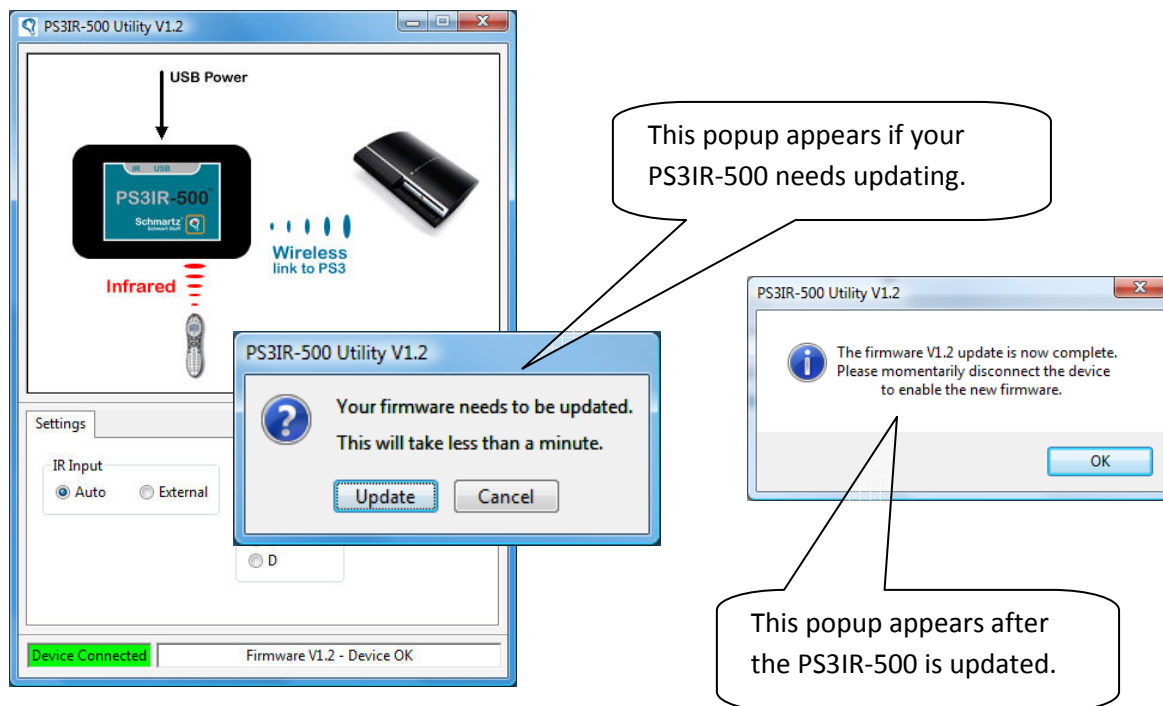 PS3IR-500 Utility V1.2
USB Power
IR USB
PS3IR-500™
Schmartz
Schmart Stuff
Wireless
link to PS3
Infrared
Settings
IR Input
Auto
External
D
Device Connected
Firmware V1.2 - Device OK
This popup appears if your
PS3IR-500 needs updating.
PS3IR-500 Utility V1.2
Your firmware needs to be updated.
This will take less than a minute.
Update
Cancel
PS3IR-500 Utility V1.2
The firmware V1.2 update is now complete.
Please momentarily disconnect the device
to enable the new firmware.
OK
This popup appears after
the PS3IR-500 is updated.